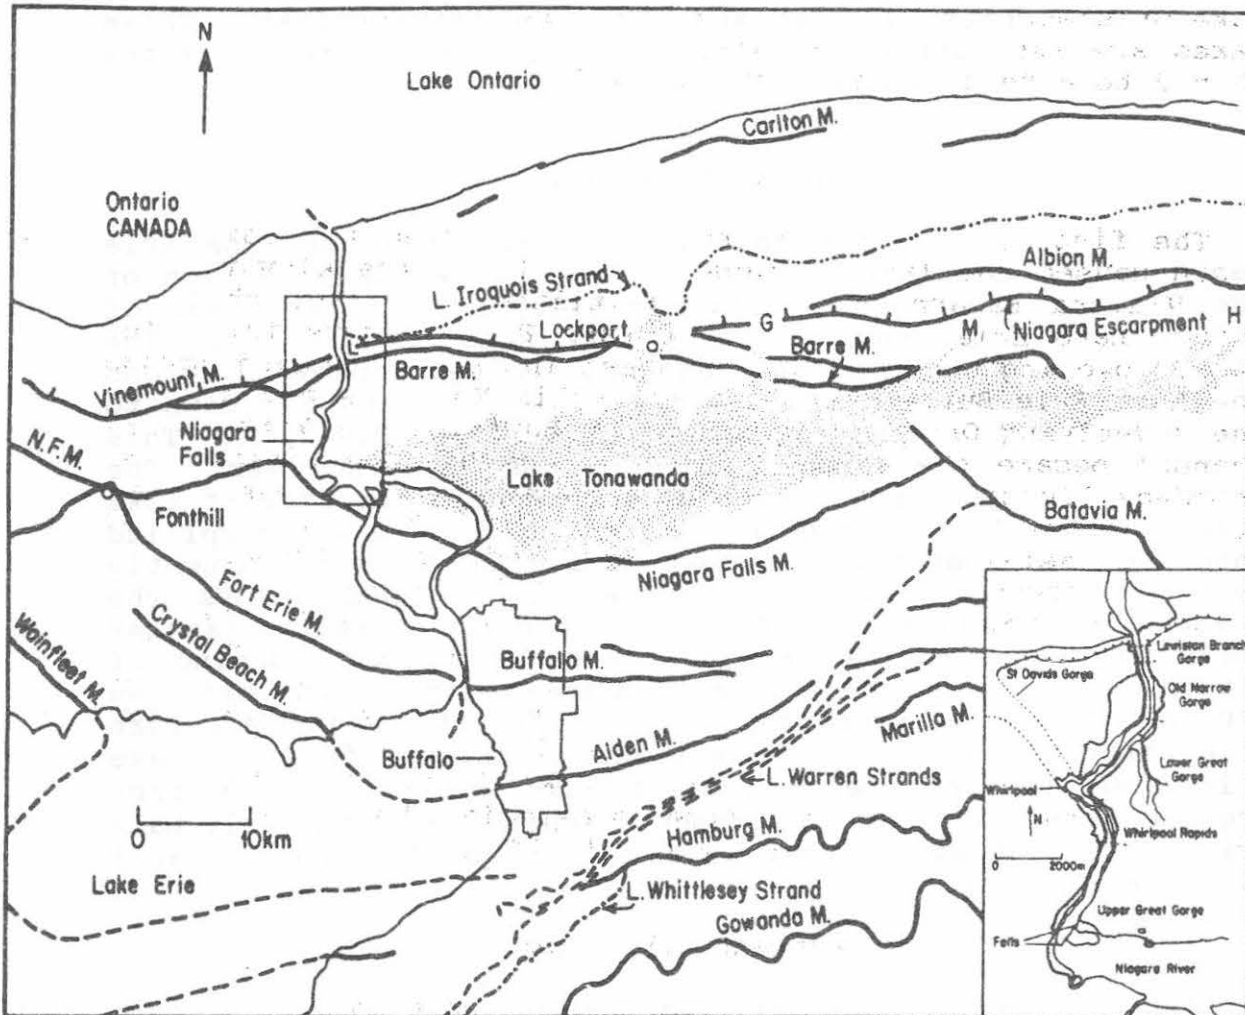 N
Lake Ontario
Carlton M.
Ontario
CANADA
Albion M.
L. Iroquois Strand
Lockport
G
M
Niagara Escarpment
H
L
Barre M.
Barre M.
Vinemount M.
Niagara
Falls
N.F.M.
Lake Tonawanda
Fonthill
Batavia M.
Niagara Falls M.
Fort Erie M.
Crystal Beach M.
Wainfleet M.
Buffalo M.
Marilla M.
Alden M.
Buffalo
L. Warren Strands
0 10km
Hamburg M.
Lake Erie
L. Whittlesey Strand
Gowanda M.
Lewiston Branch
Gorge
St Davids Gorge
Old Narrow
Gorge
Lower Great
Gorge
Whirlpool
N
Whirlpool Rapids
0 2000m
Upper Great Gorge
Falls
Niagara River